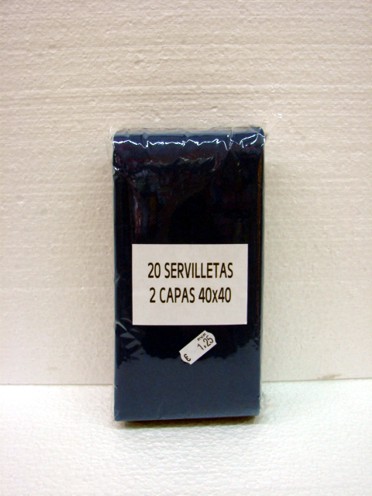 20 SERVILLETAS
2 CAPAS 40x40
1,25
€